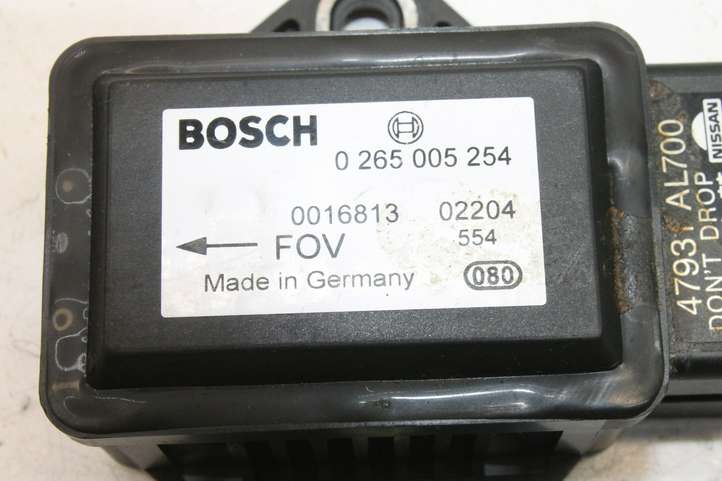 BOSCH
0 265 005 254
0016813 02204
FOV 554
Made in Germany 080
47931 AL700
DON'T DROP
NISSAN